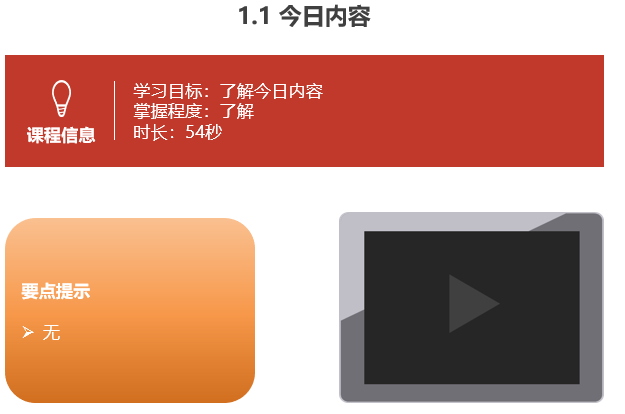 1.1 今日内容
课程信息
学习目标：了解今日内容
掌握程度：了解
时长：54秒
要点提示
➢ 无